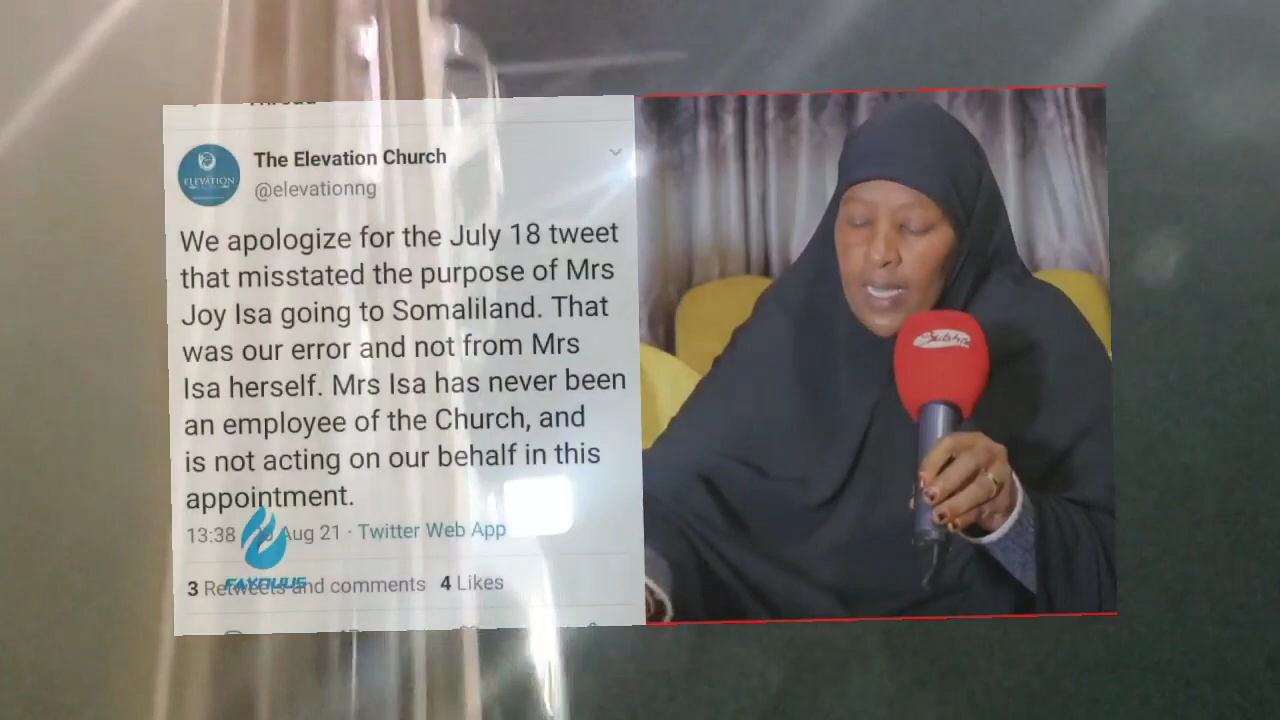 The Elevation Church
ELEVATION
@elevationng
We apologize for the July 18 tweet
that misstated the purpose of Mrs
Joy Isa going to Somaliland. That
was our error and not from Mrs
Isa herself. Mrs Isa has never been
an employee of the Church, and
is not acting on our behalf in this
appointment.
13:38 Aug 21 · Twitter Web App
FAYDUUS
3 Retweets and comments 4 Likes